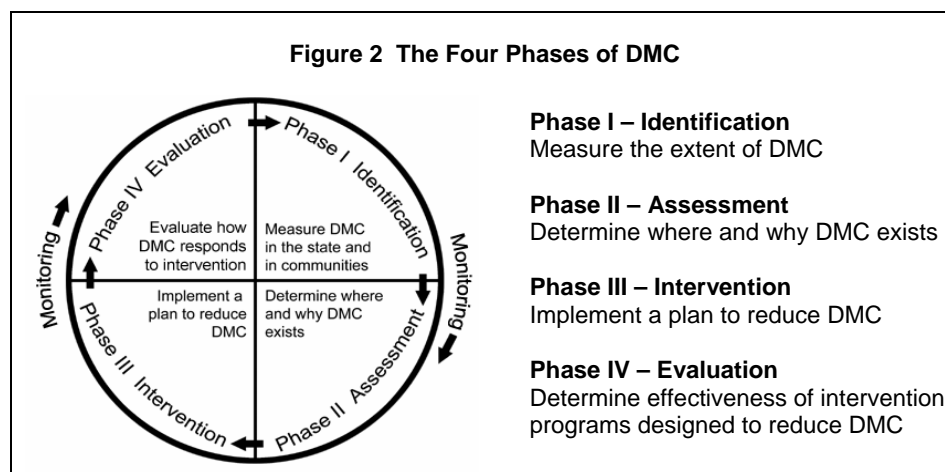 Figure 2 The Four Phases of DMC
Phase IV Evaluation
Phase I Identification
Evaluate how
DMC responds
to intervention
Measure DMC
in the state and
in communities
Monitoring
Monitoring
Implement a
plan to reduce
DMC
Determine where
and why DMC
exists
Phase III Intervention
Phase II Assessment
Phase I – Identification
Measure the extent of DMC
Phase II – Assessment
Determine where and why DMC exists
Phase III – Intervention
Implement a plan to reduce DMC
Phase IV – Evaluation
Determine effectiveness of intervention
programs designed to reduce DMC